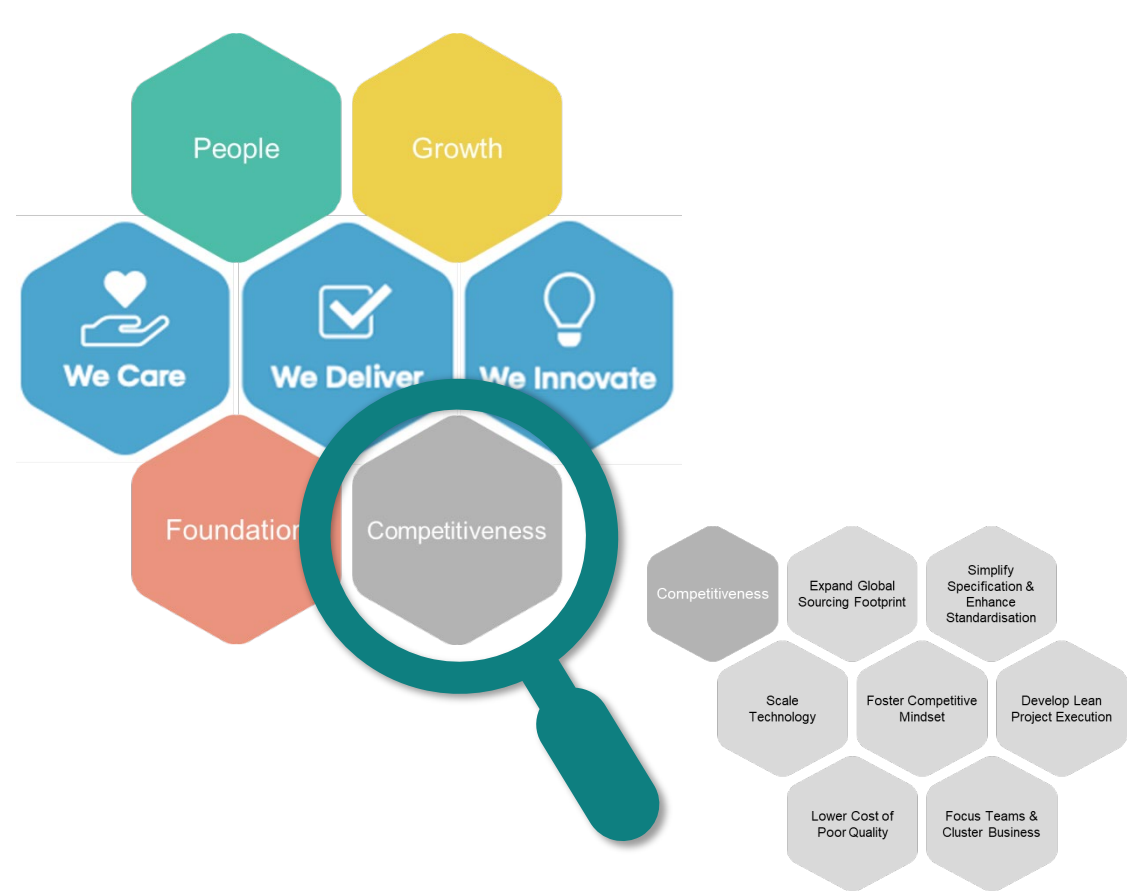 People
Growth
We Care
We Deliver
We Innovate
Foundation
Competitiveness
Competitiveness
Expand Global
Sourcing Footprint
Simplify
Specification &
Enhance
Standardisation
Scale
Technology
Foster Competitive
Mindset
Develop Lean
Project Execution
Lower Cost of
Poor Quality
Focus Teams &
Cluster Business